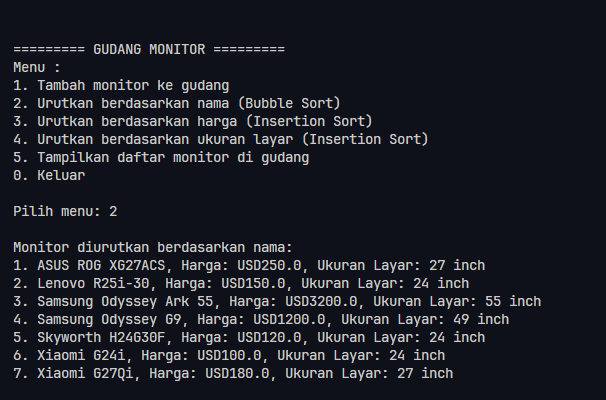 ========= GUDANG MONITOR =========
Menu :
1. Tambah monitor ke gudang
2. Urutkan berdasarkan nama (Bubble Sort)
3. Urutkan berdasarkan harga (Insertion Sort)
4. Urutkan berdasarkan ukuran layar (Insertion Sort)
5. Tampilkan daftar monitor di gudang
0. Keluar
Pilih menu: 2
Monitor diurutkan berdasarkan nama:
1. ASUS ROG XG27ACS, Harga: USD250.0, Ukuran Layar: 27 inch
2. Lenovo R25i-30, Harga: USD150.0, Ukuran Layar: 24 inch
3. Samsung Odyssey Ark 55, Harga: USD3200.0, Ukuran Layar: 55 inch
4. Samsung Odyssey G9, Harga: USD1200.0, Ukuran Layar: 49 inch
5. Skyworth H24G30F, Harga: USD120.0, Ukuran Layar: 24 inch
6. Xiaomi G24i, Harga: USD100.0, Ukuran Layar: 24 inch
7. Xiaomi G27Qi, Harga: USD180.0, Ukuran Layar: 27 inch